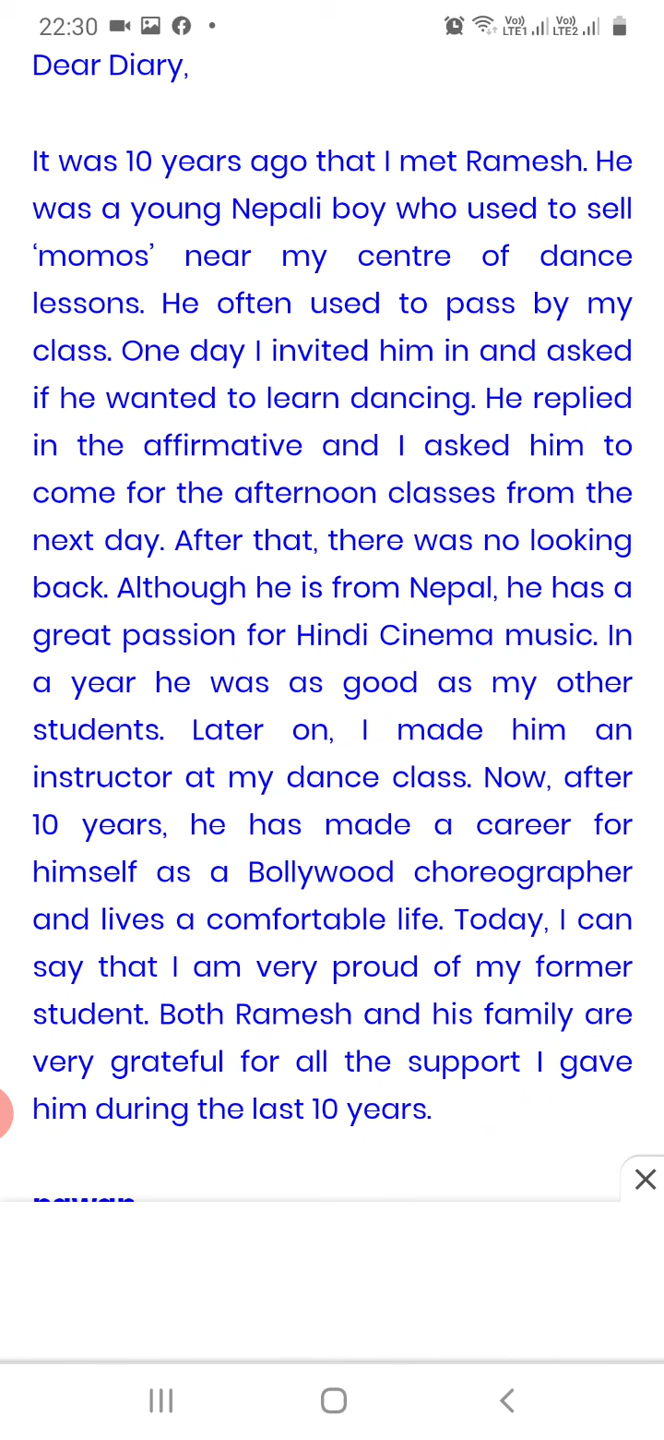 22:30
Vo)) LTE1 Vo)) LTE2
Dear Diary,
It was 10 years ago that I met Ramesh. He
was a young Nepali boy who used to sell
‘momos’ near my centre of dance
lessons. He often used to pass by my
class. One day I invited him in and asked
if he wanted to learn dancing. He replied
in the affirmative and I asked him to
come for the afternoon classes from the
next day. After that, there was no looking
back. Although he is from Nepal, he has a
great passion for Hindi Cinema music. In
a year he was as good as my other
students. Later on, I made him an
instructor at my dance class. Now, after
10 years, he has made a career for
himself as a Bollywood choreographer
and lives a comfortable life. Today, I can
say that I am very proud of my former
student. Both Ramesh and his family are
very grateful for all the support I gave
him during the last 10 years.